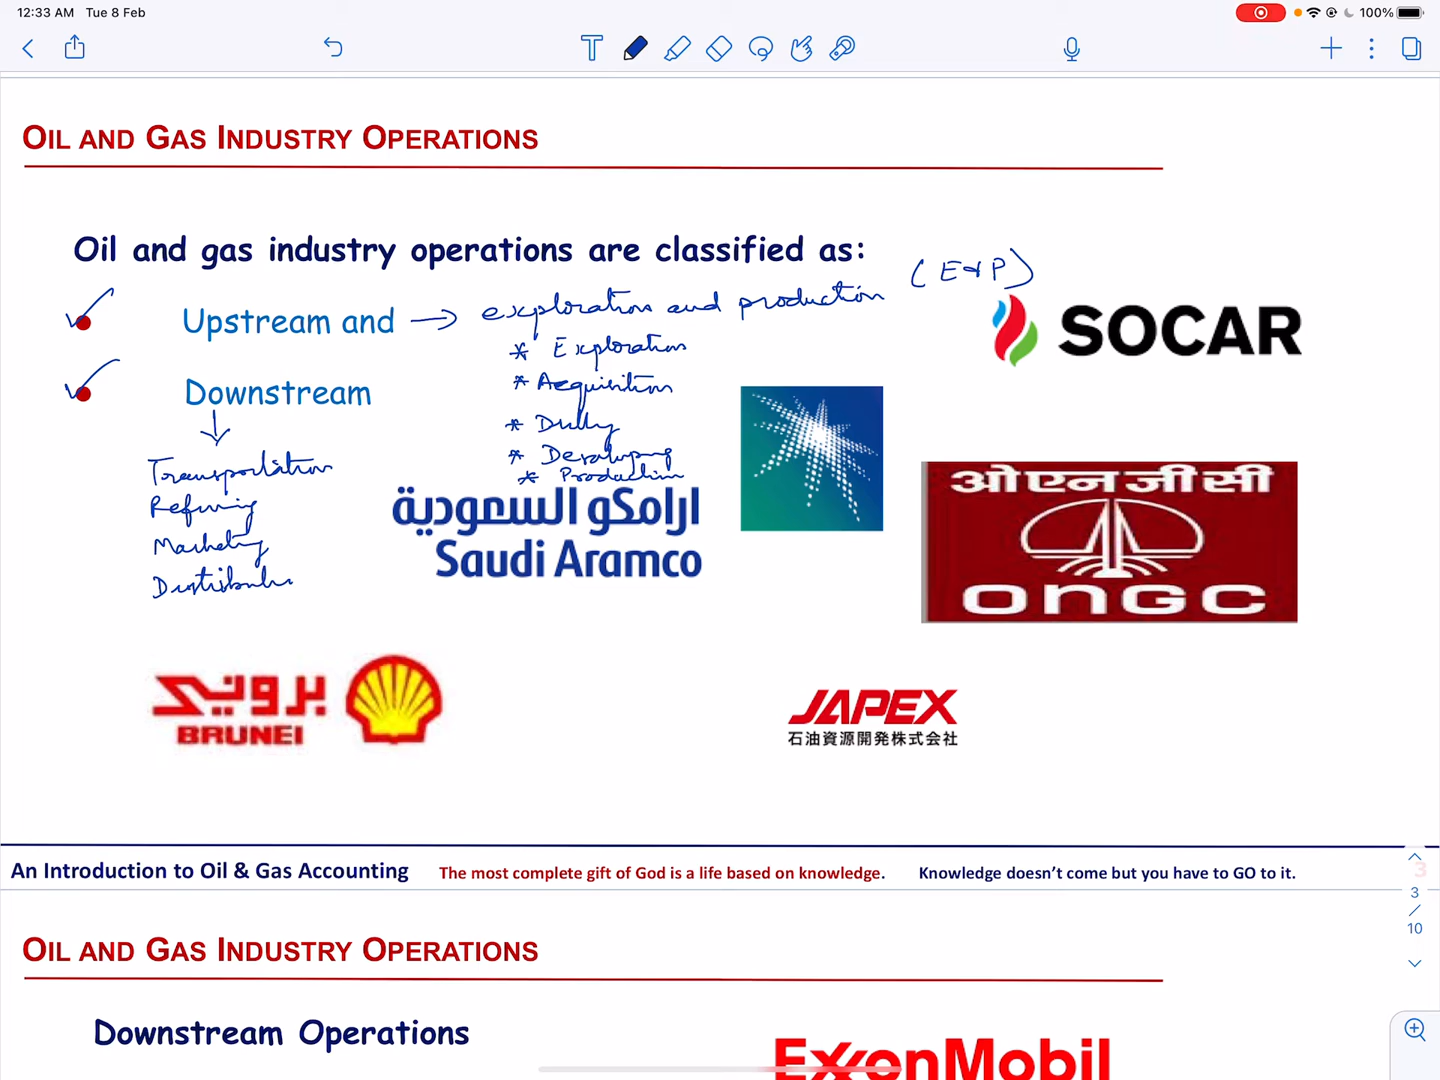 12:33 AM Tue 8 Feb
100%
OIL AND GAS INDUSTRY OPERATIONS
Oil and gas industry operations are classified as:
(E & P)
Upstream and → exploration and production
* Exploration
* Acquisition
Downstream
* Drilling
* Developing
* Production
Transportation
Refining
Marketing
Distribution
SOCAR
ارامكو السعودية
Saudi Aramco
ओएनजीसी
ONGC
بروني
BRUNEI
JAPEX
石油資源開発株式会社
An Introduction to Oil & Gas Accounting The most complete gift of God is a life based on knowledge. Knowledge doesn’t come but you have to GO to it. 3
3
/
10
OIL AND GAS INDUSTRY OPERATIONS
Downstream Operations
ExxonMobil